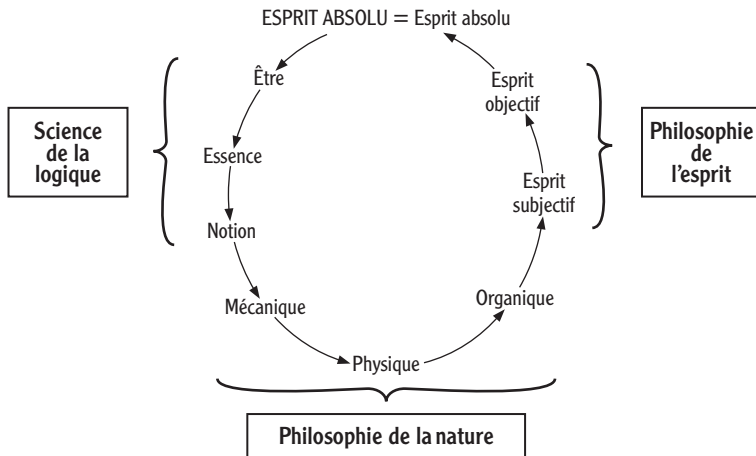 ESPRIT ABSOLU = Esprit absolu
Être
Essence
Notion
Mécanique
Physique
Organique
Esprit
subjectif
Esprit
objectif
Science
de la
logique
Philosophie
de
l'esprit
Philosophie de la nature